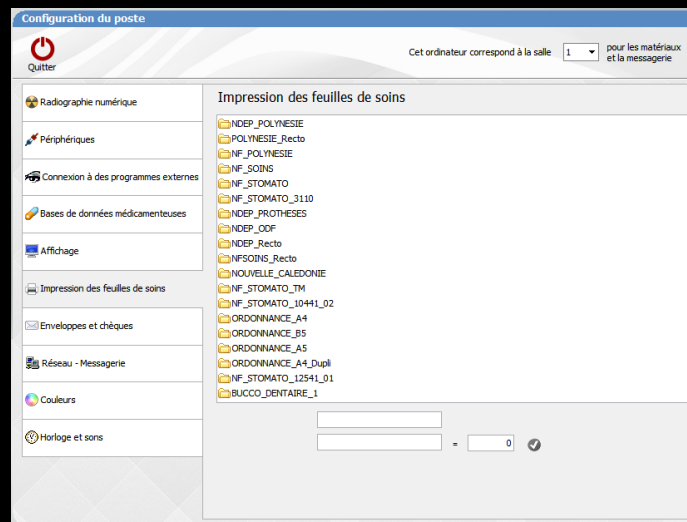 Configuration du poste
Quitter
Cet ordinateur correspond à la salle 1 pour les matériaux
et la messagerie
Radiographie numérique
Périphériques
Connexion à des programmes externes
Bases de données médicamenteuses
Affichage
Impression des feuilles de soins
Enveloppes et chèques
Réseau - Messagerie
Couleurs
Horloge et sons
Impression des feuilles de soins
NDEP_POLYNESIE
POLYNESIE_Recto
NF_POLYNESIE
NF_SOINS
NF_STOMATO
NF_STOMATO_3110
NDEP_PROTHESES
NDEP_ODF
NDEP_Recto
NFSOINS_Recto
NOUVELLE_CALEDONIE
NF_STOMATO_TM
NF_STOMATO_10441_02
ORDONNANCE_A4
ORDONNANCE_B5
ORDONNANCE_A5
ORDONNANCE_A4_Dupli
NF_STOMATO_12541_01
BUCCO_DENTAIRE_1
= 0